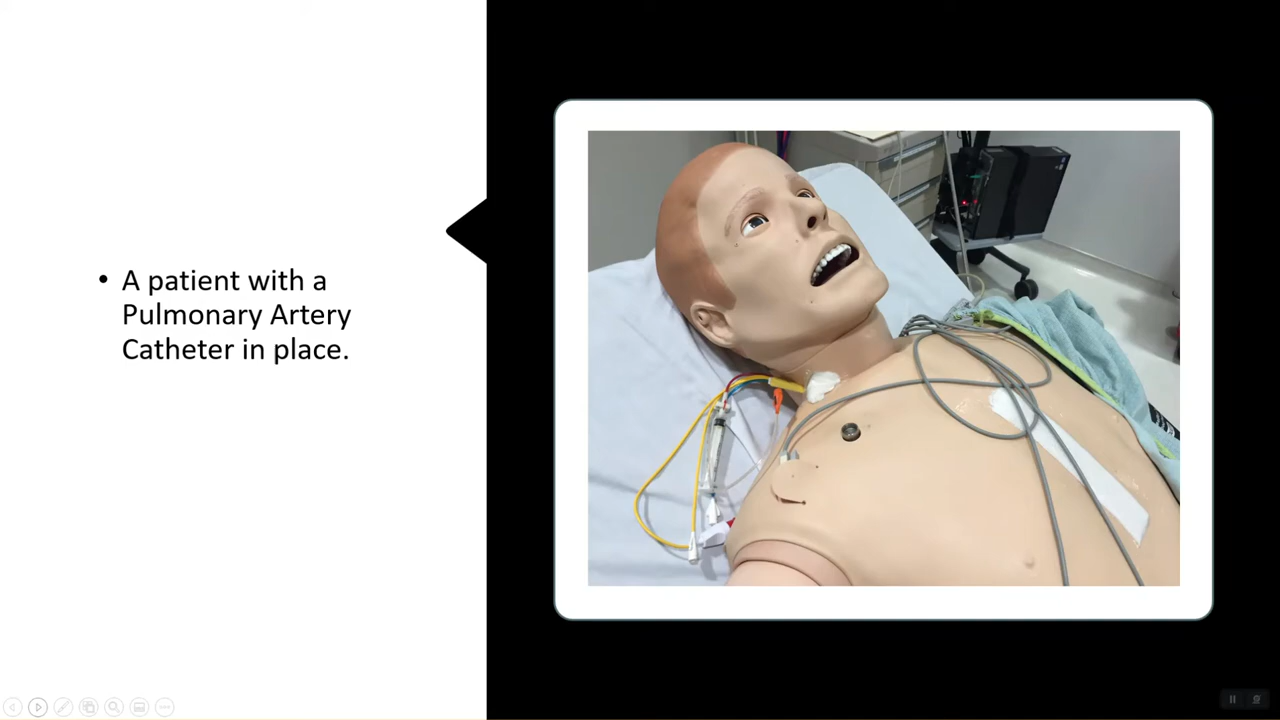 • A patient with a
Pulmonary Artery
Catheter in place.